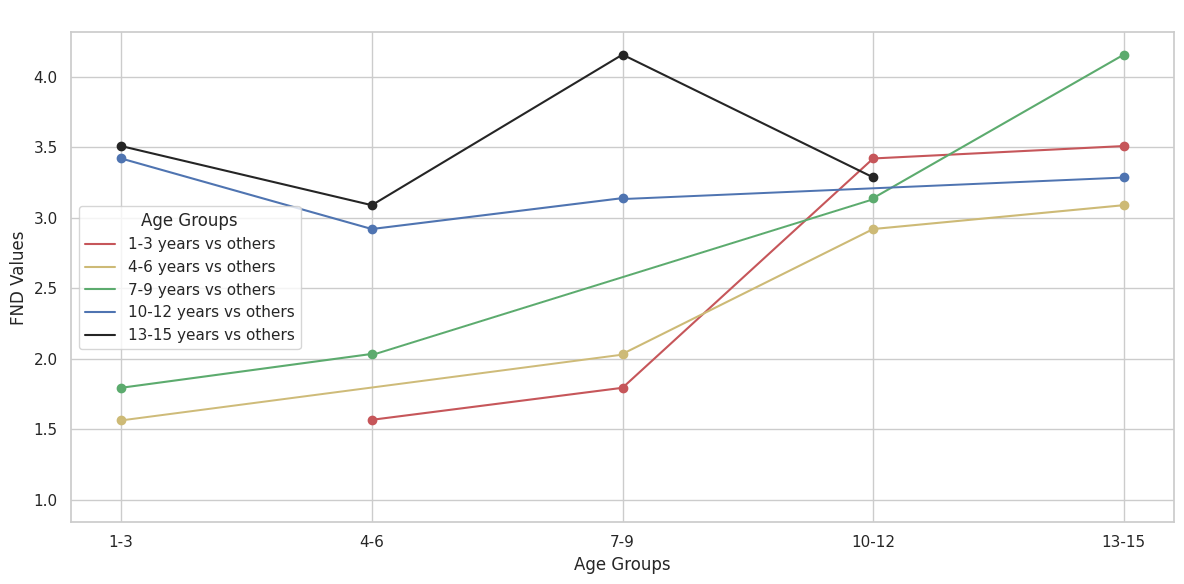 4.0
3.5
3.0
2.5
2.0
1.5
1.0
FND Values
Age Groups
1-3 years vs others
4-6 years vs others
7-9 years vs others
10-12 years vs others
13-15 years vs others
1-3 4-6 7-9 10-12 13-15
Age Groups